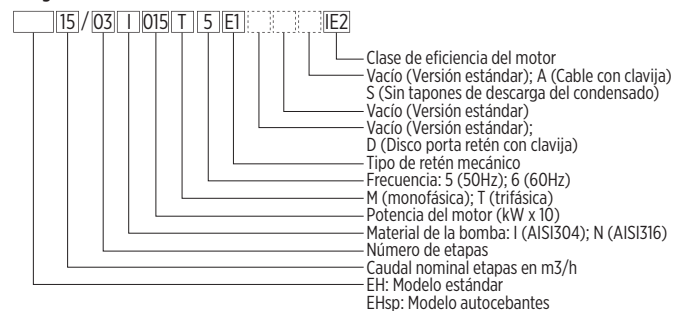 15/03 I 015 T 5 E1 IE2
Clase de eficiencia del motor
Vacío (Versión estándar); A (Cable con clavija)
S (Sin tapones de descarga del condensado)
Vacío (Versión estándar)
Vacío (Versión estándar);
D (Disco porta retén con clavija)
Tipo de retén mecánico
Frecuencia: 5 (50Hz); 6 (60Hz)
M (monofásica); T (trifásica)
Potencia del motor (kW x 10)
Material de la bomba: I (AISI304); N (AISI316)
Número de etapas
Caudal nominal etapas en m3/h
EH: Modelo estándar
EHsp: Modelo autocebantes